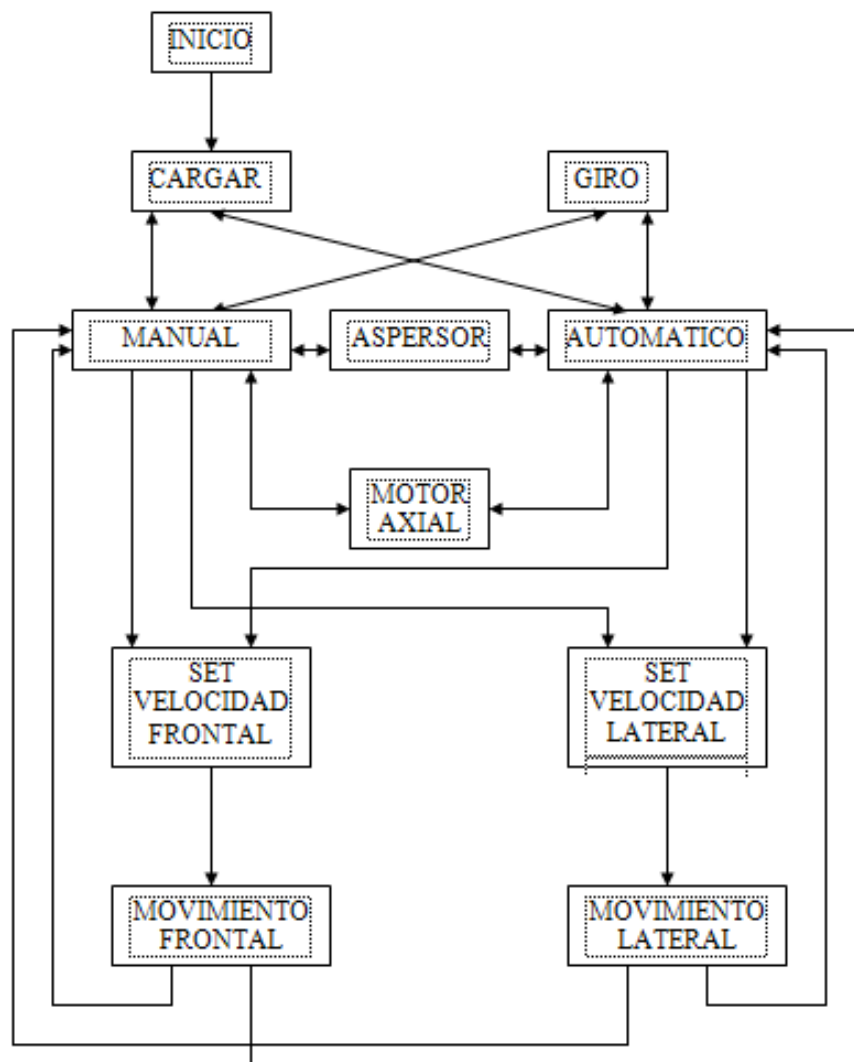 INICIO
CARGAR
GIRO
MANUAL
ASPERSOR
AUTOMATICO
MOTOR
AXIAL
SET
VELOCIDAD
FRONTAL
SET
VELOCIDAD
LATERAL
MOVIMIENTO
FRONTAL
MOVIMIENTO
LATERAL